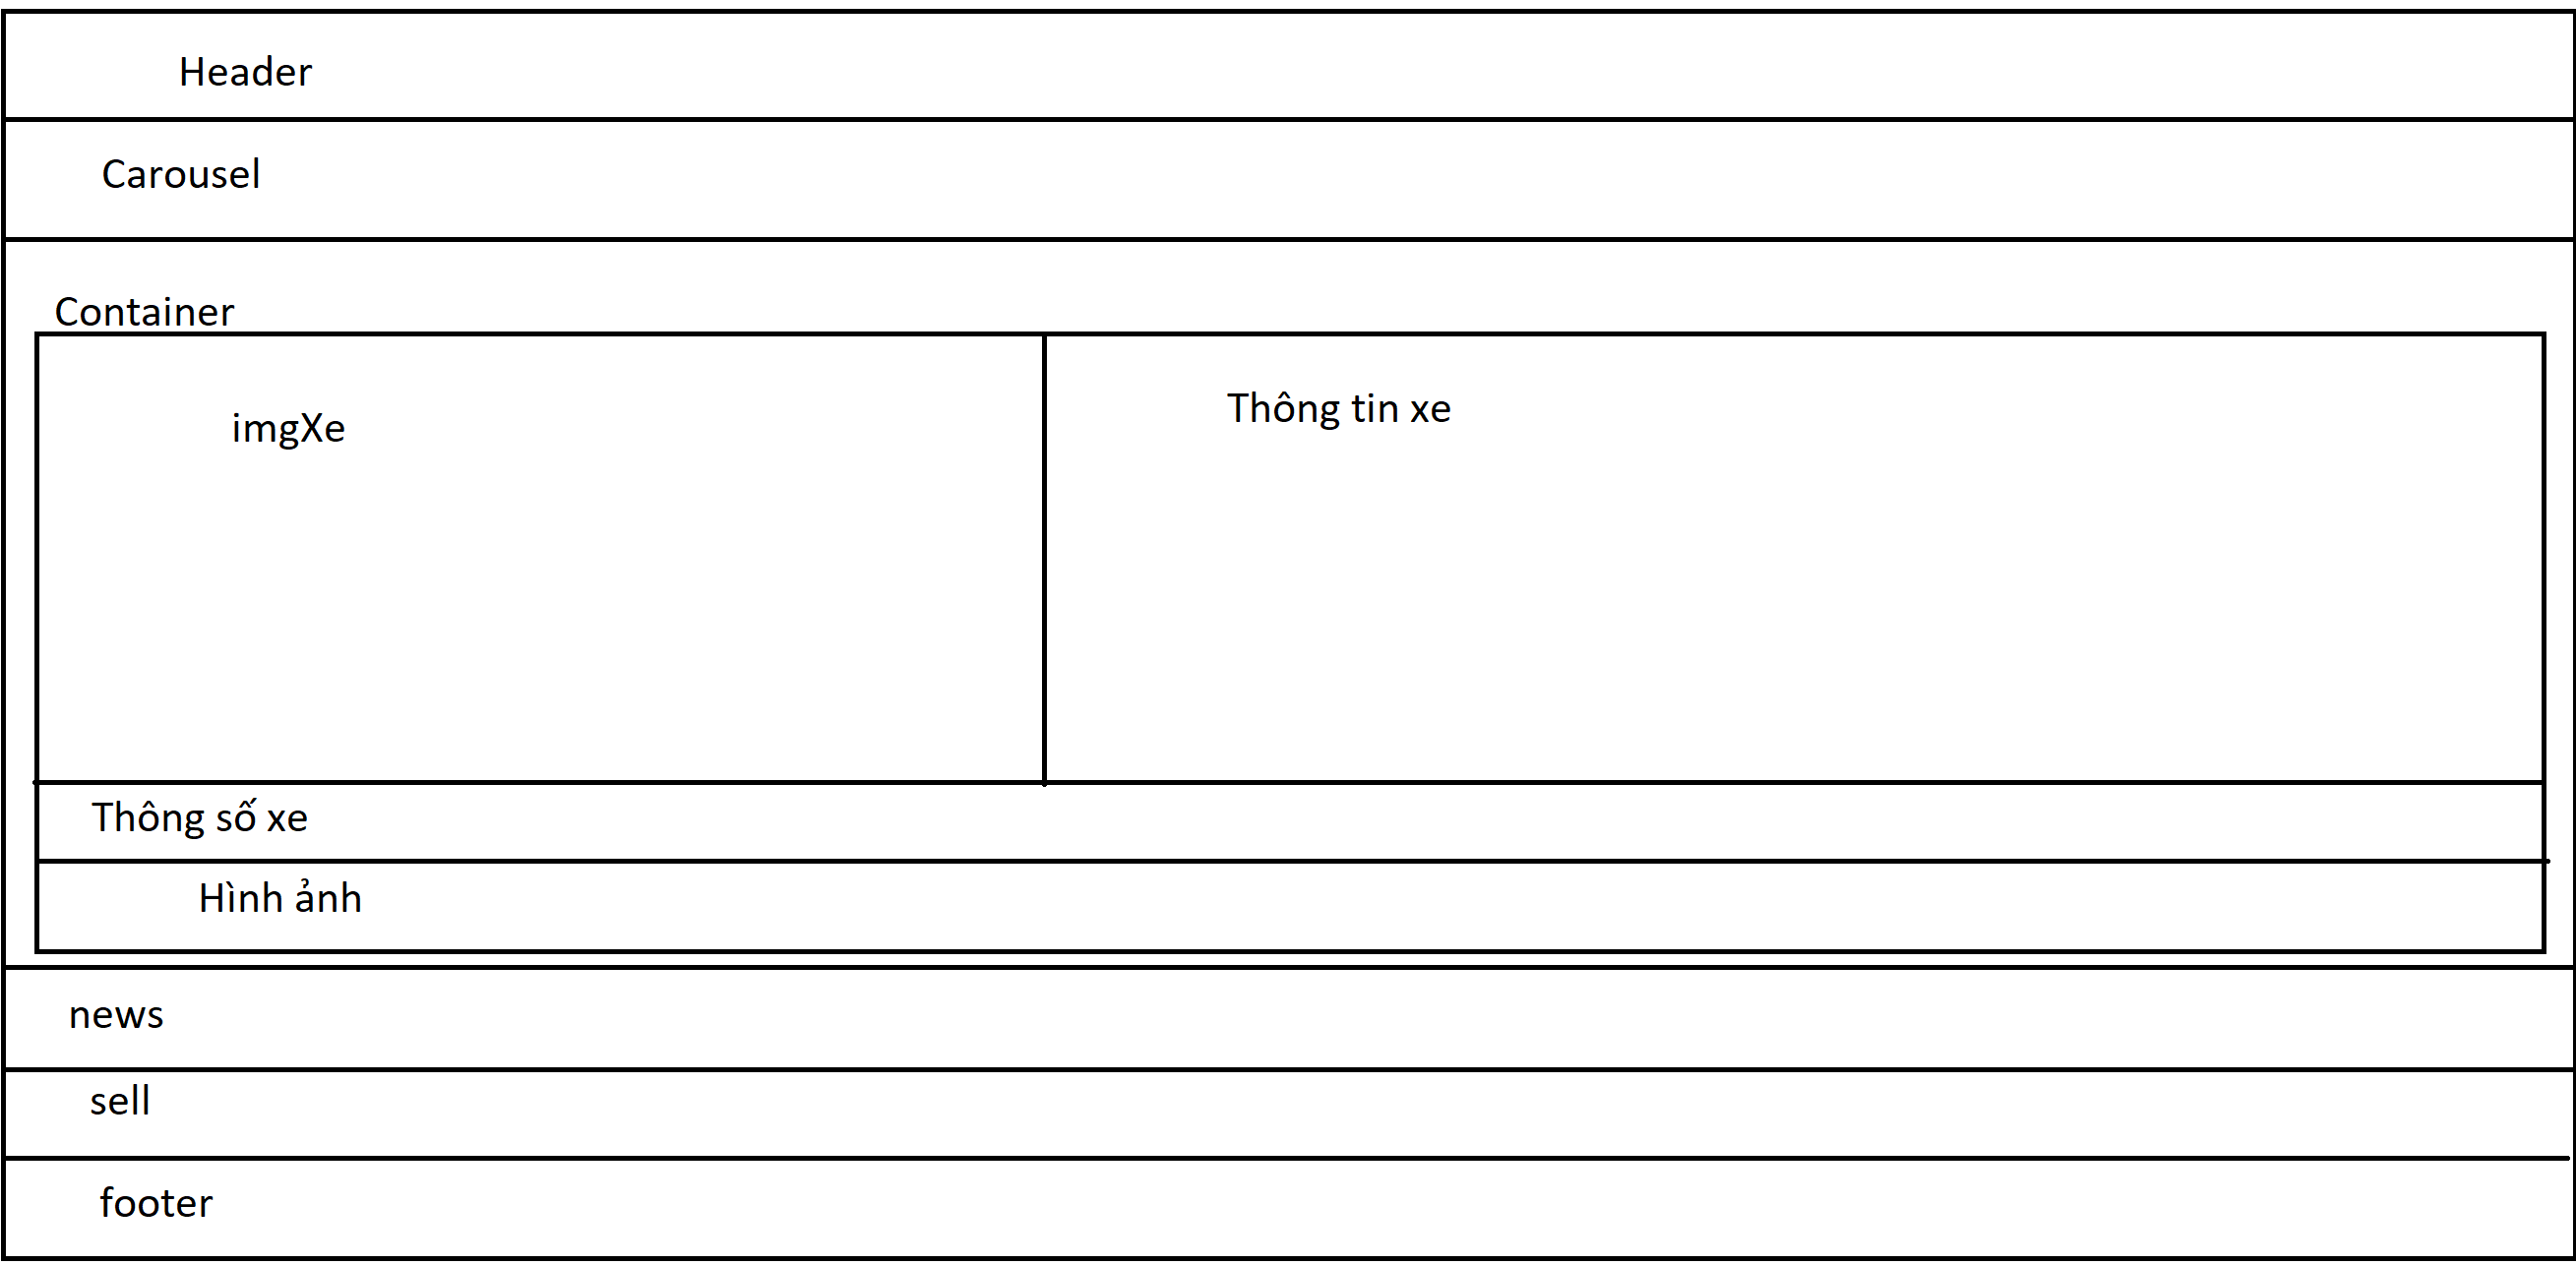 Header
Carousel
Container
imgXe
Thông tin xe
Thông số xe
Hình ảnh
news
sell
footer